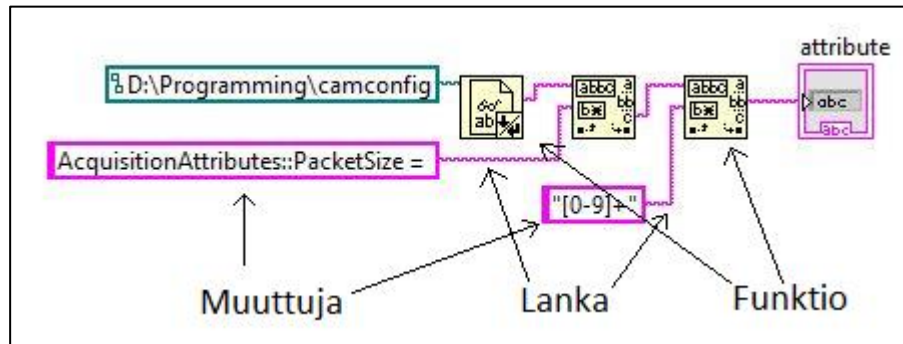 attribute
D:\Programming\camconfig
abc
AcquisitionAttributes::PacketSize =
"[0-9]+"
Muuttuja
Lanka
Funktio